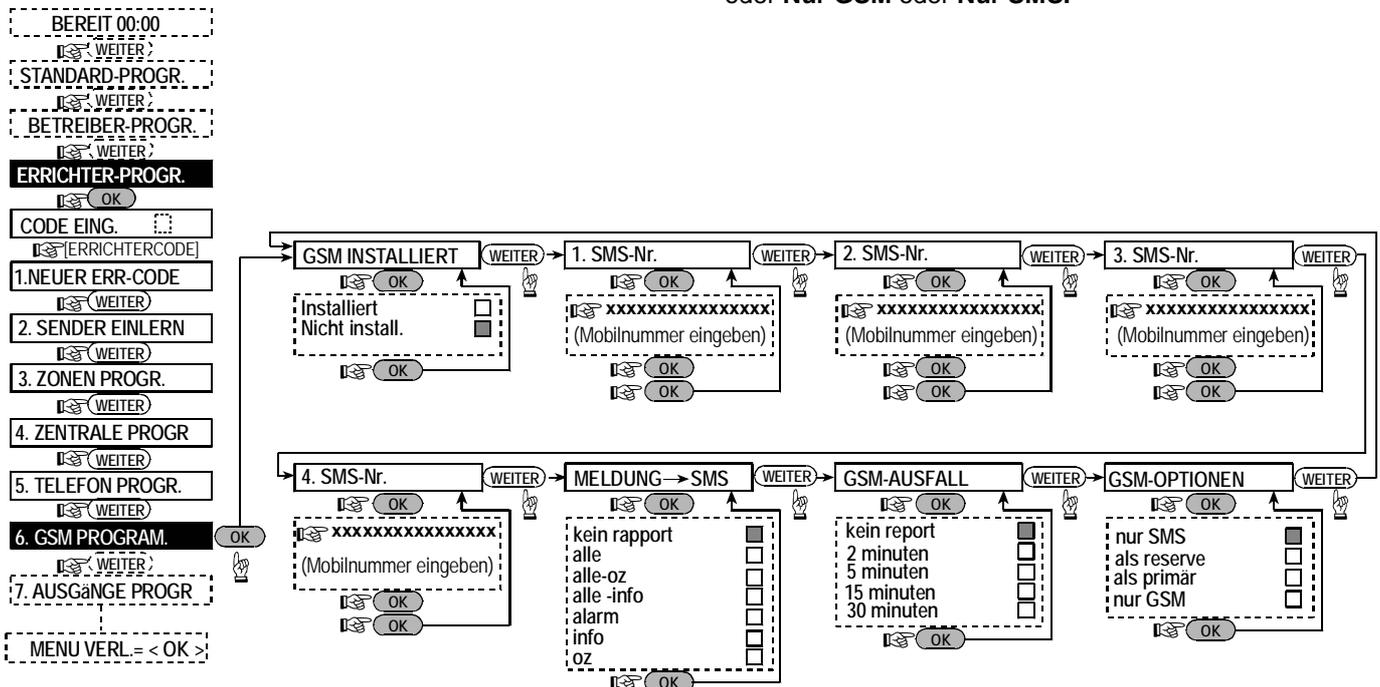 oder Nur GSM oder Nur SMS.
BEREIT 00:00
WEITER
STANDARD-PROGR.
WEITER
BETREIBER-PROGR.
WEITER
ERRICHTER-PROGR.
OK
CODE EING.
[ERRICHTERCODE]
1.NEUER ERR-CODE
WEITER
2. SENDER EINLERN
WEITER
3. ZONEN PROGR.
WEITER
4. ZENTRALE PROGR
WEITER
5. TELEFON PROGR.
WEITER
6. GSM PROGRAM.
OK
WEITER
7. AUSGäNGE PROGR
MENU VERL.= < OK >
GSM INSTALLIERT
WEITER
OK
Installiert
Nicht install.
OK
1. SMS-Nr.
WEITER
OK
xxxxxxxxxxxxxxxx
(Mobilnummer eingeben)
OK
OK
2. SMS-Nr.
WEITER
OK
xxxxxxxxxxxxxxxx
(Mobilnummer eingeben)
OK
OK
3. SMS-Nr.
WEITER
OK
xxxxxxxxxxxxxxxx
(Mobilnummer eingeben)
OK
OK
4. SMS-Nr.
WEITER
OK
xxxxxxxxxxxxxxxx
(Mobilnummer eingeben)
OK
OK
MELDUNG→SMS
WEITER
OK
kein rapport
alle
alle-oz
alle -info
alarm
info
oz
OK
GSM-AUSFALL
WEITER
OK
kein report
2 minuten
5 minuten
15 minuten
30 minuten
OK
GSM-OPTIONEN
WEITER
OK
nur SMS
als reserve
als primär
nur GSM
OK